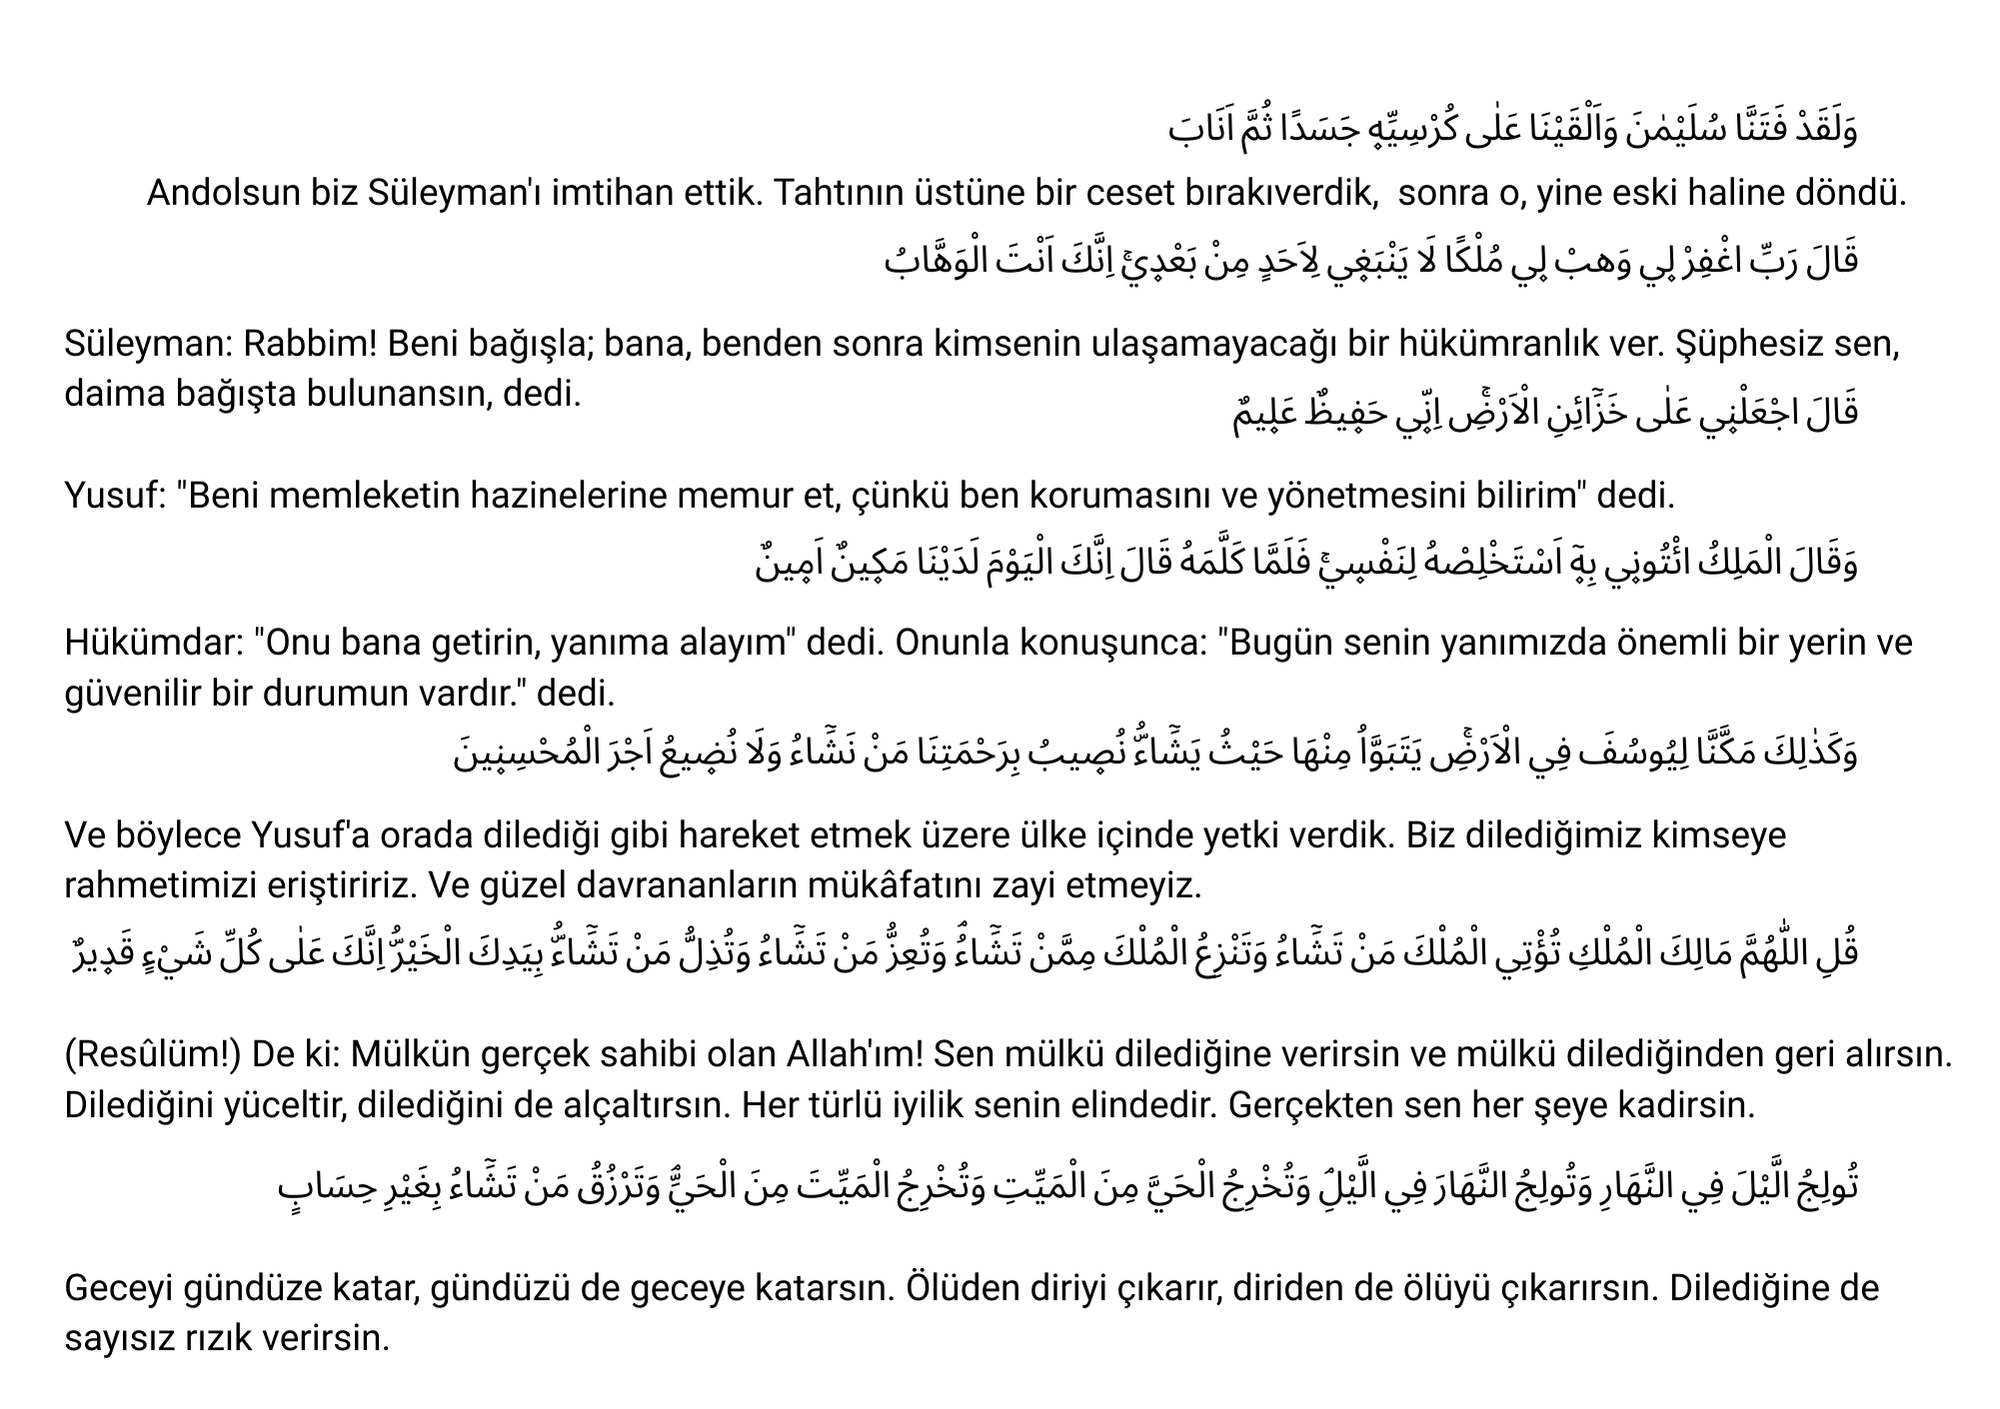 وَلَقَدْ فَتَنَّا سُلَيْمٰنَ وَاَلْقَيْنَا عَلٰى كُرْسِيِّه۪ جَسَدًا ثُمَّ اَنَابَ
Andolsun biz Süleyman'ı imtihan ettik. Tahtının üstüne bir ceset bırakıverdik,  sonra o, yine eski haline döndü.
قَالَ رَبِّ اغْفِرْ ل۪ي وَهبْ ل۪ي مُلْكًا لَا يَنْبَغ۪ي لِاَحَدٍ مِنْ بَعْد۪يۚ اِنَّكَ اَنْتَ الْوَهَّابُ
Süleyman: Rabbim! Beni bağışla; bana, benden sonra kimsenin ulaşamayacağı bir hükümranlık ver. Şüphesiz sen,
daima bağışta bulunansın, dedi.
قَالَ اجْعَلْن۪ي عَلٰى خَزَٓائِنِ الْاَرْضِۚ اِنّ۪ي حَف۪يظٌ عَل۪يمٌ
Yusuf: "Beni memleketin hazinelerine memur et, çünkü ben korumasını ve yönetmesini bilirim" dedi.
وَقَالَ الْمَلِكُ ائْتُون۪ي بِه۪ٓ اَسْتَخْلِصْهُ لِنَفْس۪يۚ فَلَمَّا كَلَّمَهُ قَالَ اِنَّكَ الْيَوْمَ لَدَيْنَا مَك۪ينٌ اَم۪ينٌ
Hükümdar: "Onu bana getirin, yanıma alayım" dedi. Onunla konuşunca: "Bugün senin yanımızda önemli bir yerin ve
güvenilir bir durumun vardır." dedi.
وَكَذٰلِكَ مَكَّنَّا لِيُوسُفَ فِي الْاَرْضِۚ يَتَبَوَّاُ مِنْهَا حَيْثُ يَشَٓاءُۜ نُص۪يبُ بِرَحْمَتِنَا مَنْ نَشَٓاءُ وَلَا نُض۪يعُ اَجْرَ الْمُحْسِن۪ينَ
Ve böylece Yusuf'a orada dilediği gibi hareket etmek üzere ülke içinde yetki verdik. Biz dilediğimiz kimseye
rahmetimizi eriştiririz. Ve güzel davrananların mükâfatını zayi etmeyiz.
قُلِ اللّٰهُمَّ مَالِكَ الْمُلْكِ تُؤْتِي الْمُلْكَ مَنْ تَشَٓاءُ وَتَنْزِعُ الْمُلْكَ مِمَّنْ تَشَٓاءُۘ وَتُعِزُّ مَنْ تَشَٓاءُ وَتُذِلُّ مَنْ تَشَٓاءُۜ بِيَدِكَ الْخَيْرُۜ اِنَّكَ عَلٰى كُلِّ شَيْءٍ قَد۪يرٌ
(Resûlüm!) De ki: Mülkün gerçek sahibi olan Allah'ım! Sen mülkü dilediğine verirsin ve mülkü dilediğinden geri alırsın.
Dilediğini yüceltir, dilediğini de alçaltırsın. Her türlü iyilik senin elindedir. Gerçekten sen her şeye kadirsin.
تُولِجُ الَّيْلَ فِي النَّهَارِ وَتُولِجُ النَّهَارَ فِي الَّيْلِۘ وَتُخْرِجُ الْحَيَّ مِنَ الْمَيِّتِ وَتُخْرِجُ الْمَيِّتَ مِنَ الْحَيِّۘ وَتَرْزُقُ مَنْ تَشَٓاءُ بِغَيْرِ حِسَابٍ
Geceyi gündüze katar, gündüzü de geceye katarsın. Ölüden diriyi çıkarır, diriden de ölüyü çıkarırsın. Dilediğine de
sayısız rızık verirsin.